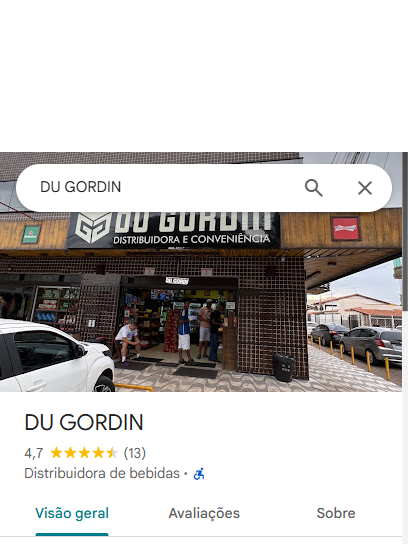 DU GORDIN
DU GORDIN
DISTRIBUIDORA E CONVENIÊNCIA
DU GORDIN
DU GORDIN
4,7 (13)
Distribuidora de bebidas ·
Visão geral
Avaliações
Sobre